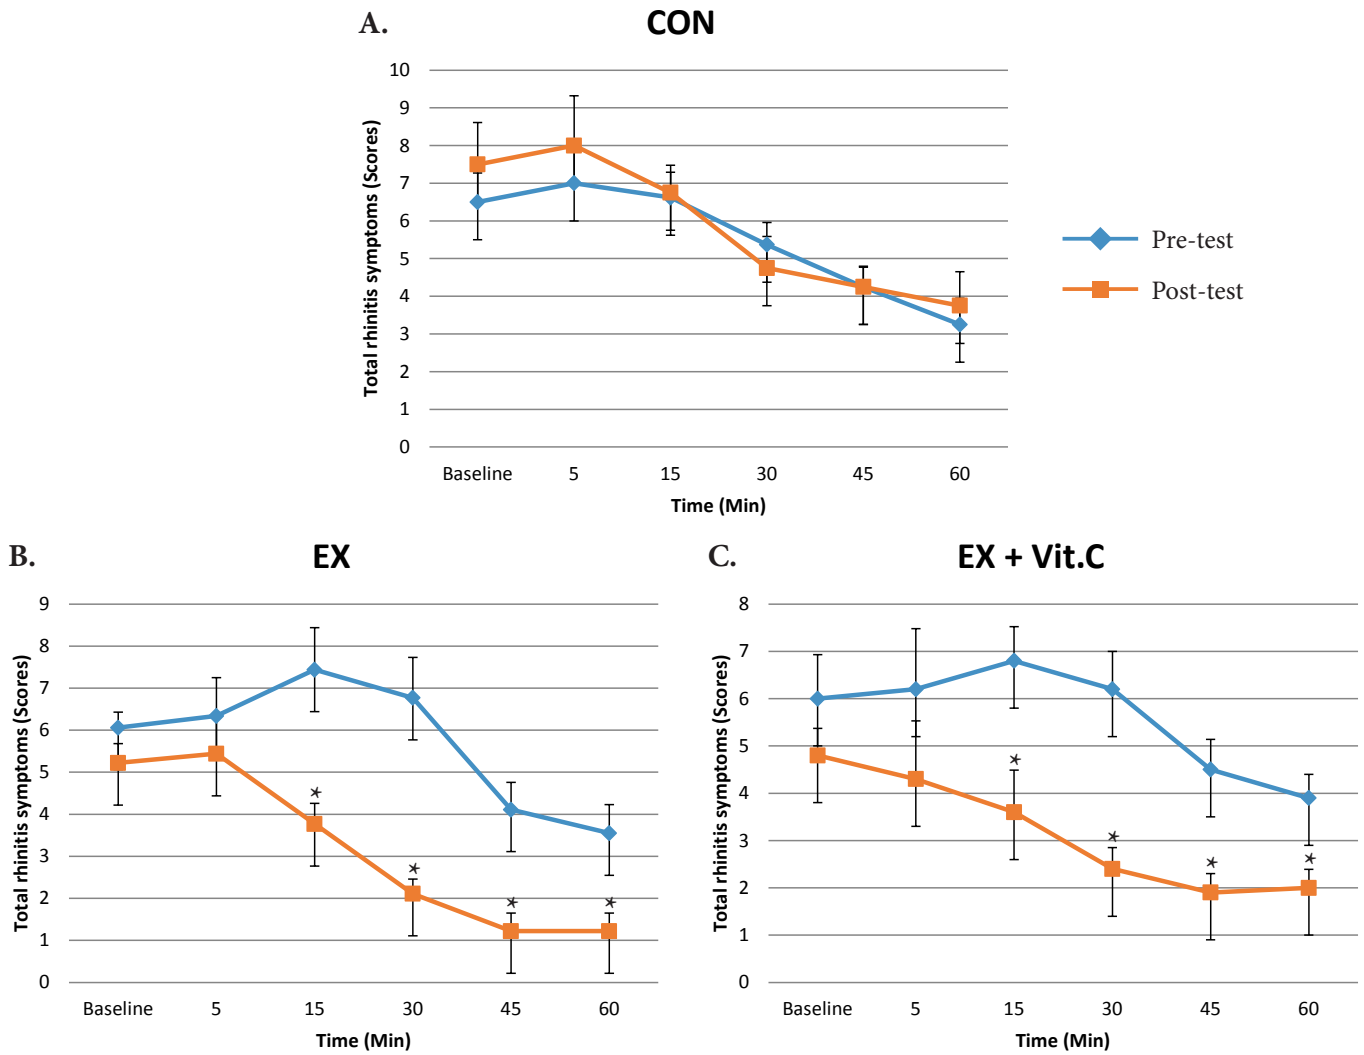 A.
CON
Total rhinitis symptoms (Scores)
10
9
8
7
6
5
4
3
2
1
0
Baseline 5 15 30 45 60
Time (Min)
Pre-test
Post-test
B.
EX
Total rhinitis symptoms (Scores)
9
8
7
6
5
4
3
2
1
0
* * * *
Baseline 5 15 30 45 60
Time (Min)
C.
EX + Vit.C
Total rhinitis symptoms (Scores)
8
7
6
5
4
3
2
1
0
* * * *
Baseline 5 15 30 45 60
Time (Min)